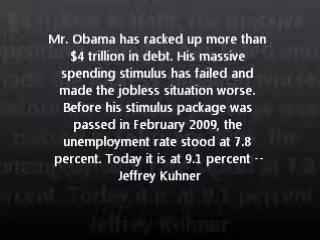 Mr. Obama has racked up more than
$4 trillion in debt. His massive
spending stimulus has failed and
made the jobless situation worse.
Before his stimulus package was
passed in February 2009, the
unemployment rate stood at 7.8
percent. Today it is at 9.1 percent --
Jeffrey Kuhner